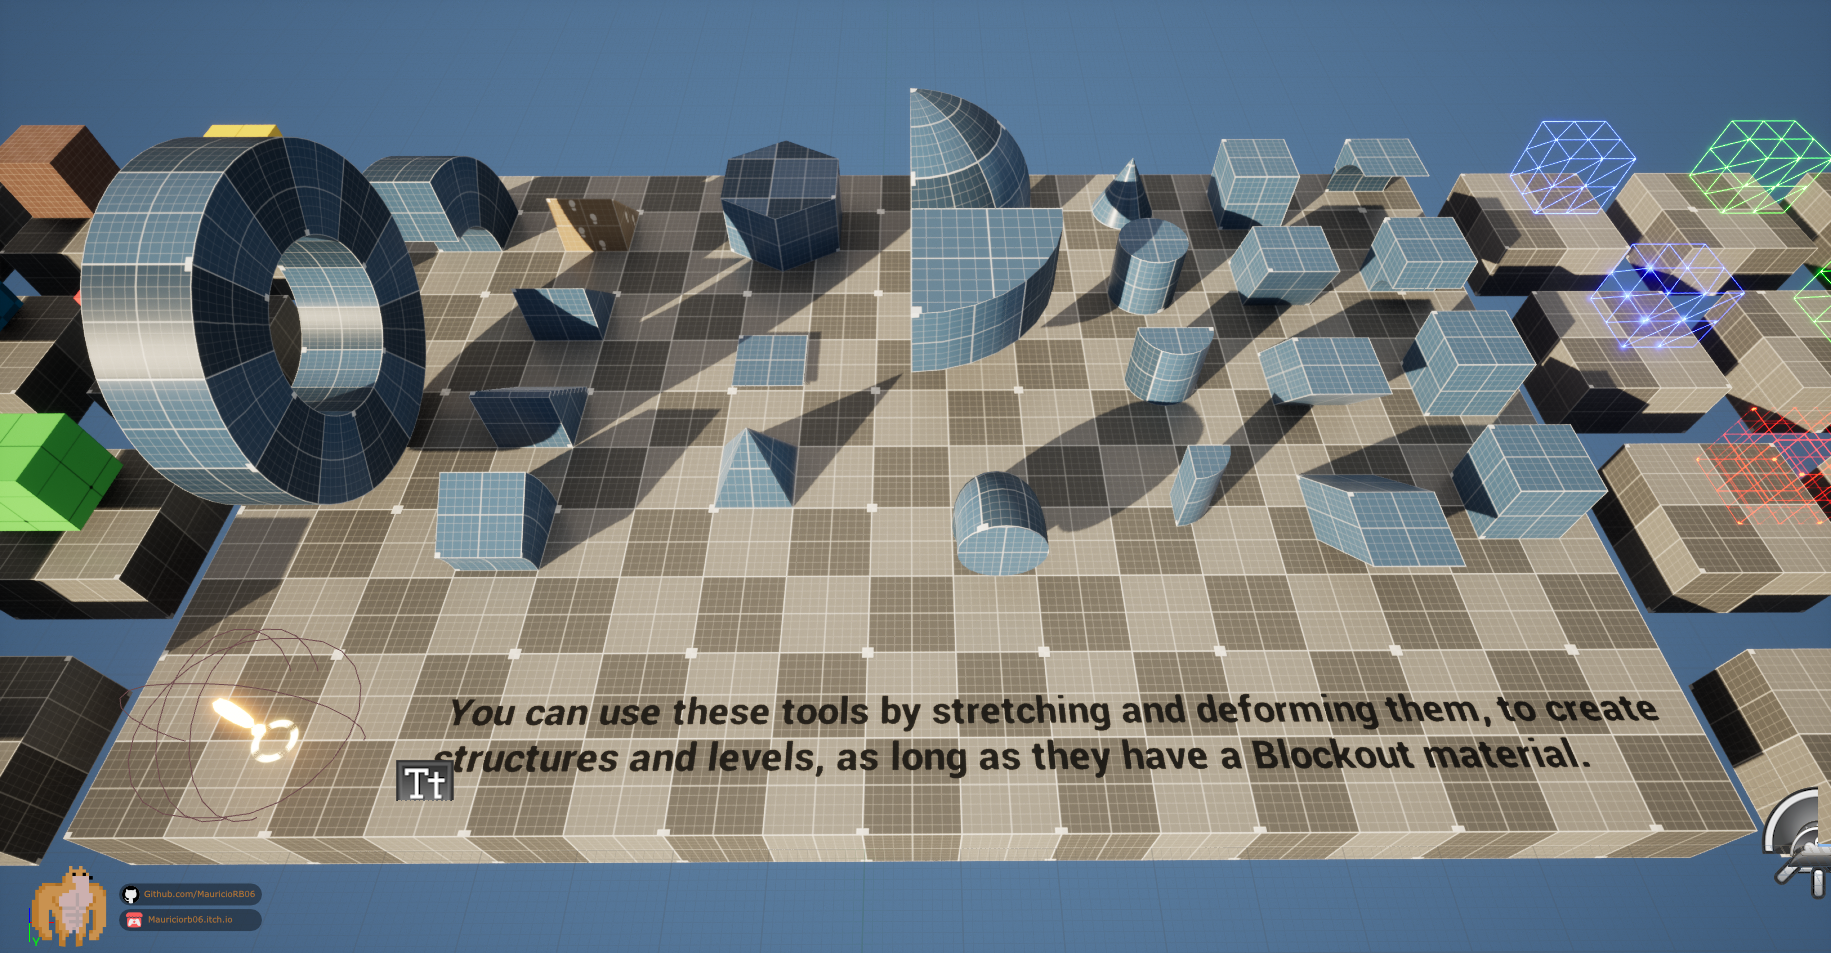 You can use these tools by stretching and deforming them, to create
structures and levels, as long as they have a Blockout material.
Tt
Github.com/MauricioRB06
Mauriciorb06.itch.io
Y